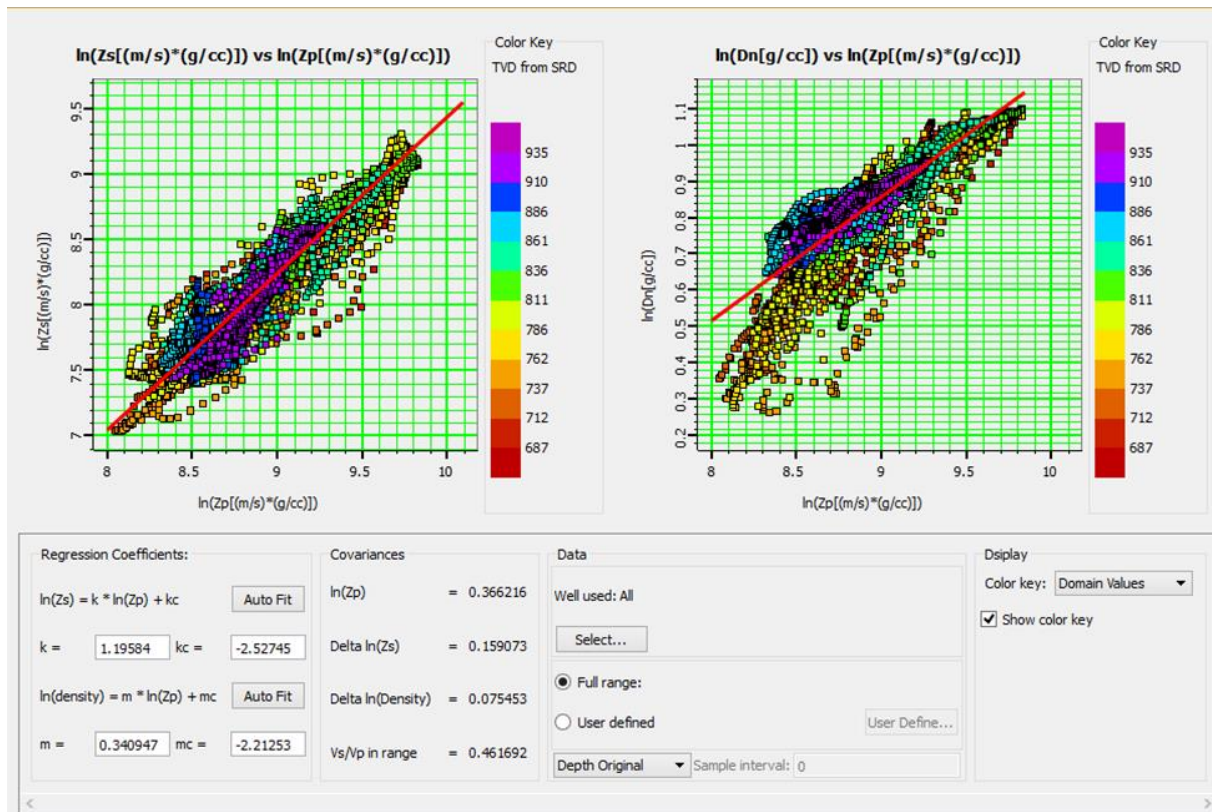 ln(Zs[(m/s)*(g/cc)]) vs ln(Zp[(m/s)*(g/cc)])
9.5
9
8.5
8
7.5
7
ln(Zs[(m/s)*(g/cc)])
8 8.5 9 9.5 10
ln(Zp[(m/s)*(g/cc)])
Color Key
TVD from SRD
935
910
886
861
836
811
786
762
737
712
687
ln(Dn[g/cc]) vs ln(Zp[(m/s)*(g/cc)])
1.1
1
0.9
0.8
0.7
0.6
0.5
0.4
0.3
0.2
ln(Dn[g/cc])
8 8.5 9 9.5 10
ln(Zp[(m/s)*(g/cc)])
Color Key
TVD from SRD
935
910
886
861
836
811
786
762
737
712
687
Regression Coefficients:
ln(Zs) = k * ln(Zp) + kc Auto Fit
k = 1.19584 kc = -2.52745
ln(density) = m * ln(Zp) + mc Auto Fit
m = 0.340947 mc = -2.21253
Covariances
ln(Zp) = 0.366216
Delta ln(Zs) = 0.159073
Delta ln(Density) = 0.075453
Vs/Vp in range = 0.461692
Data
Well used: All
Select...
Full range:
User defined User Define...
Depth Original Sample interval: 0
Dsiplay
Color key: Domain Values
Show color key